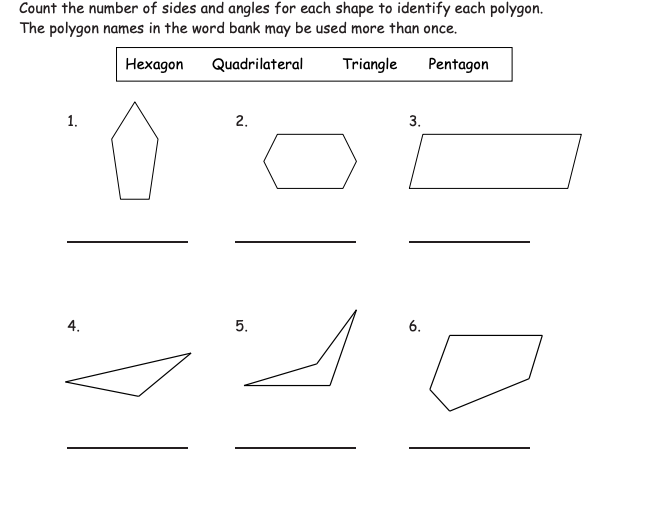 Count the number of sides and angles for each shape to identify each polygon.
The polygon names in the word bank may be used more than once.
Hexagon Quadrilateral Triangle Pentagon
1. 2. 3.
4. 5. 6.